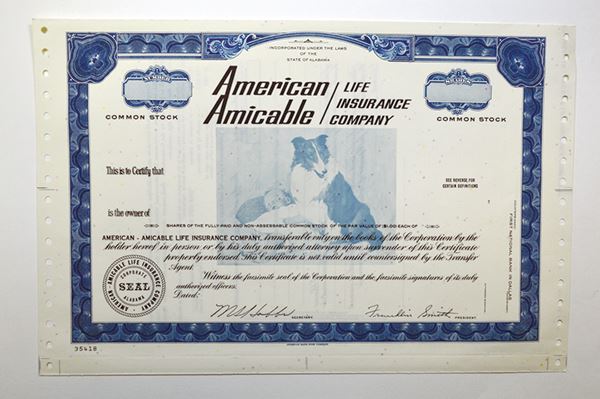 INCORPORATED UNDER THE LAWS
OF THE
STATE OF ALABAMA
NUMBER
SHARES
COMMON STOCK
COMMON STOCK
American
Amicable
LIFE
INSURANCE
COMPANY
This is to Certify that
SEE REVERSE FOR
CERTAIN DEFINITIONS
is the owner of
SHARES OF THE FULLY-PAID AND NON-ASSESSABLE COMMON STOCK OF THE PAR VALUE OF $1.00 EACH OF
AMERICAN - AMICABLE LIFE INSURANCE COMPANY, transferable only on the books of the Corporation by the
holder hereof in person or by his duly authorized attorney upon surrender of this Certificate
properly endorsed. This Certificate is not valid until countersigned by the Transfer
Agent.
Witness the facsimile seal of the Corporation and the facsimile signatures of its duly
authorized officers.
Dated:
AMERICAN - AMICABLE LIFE INSURANCE COMPANY
CORPORATE
SEAL
ALABAMA
SECRETARY
Franklin Smith
PRESIDENT
FIRST NATIONAL BANK IN DALLAS
35418